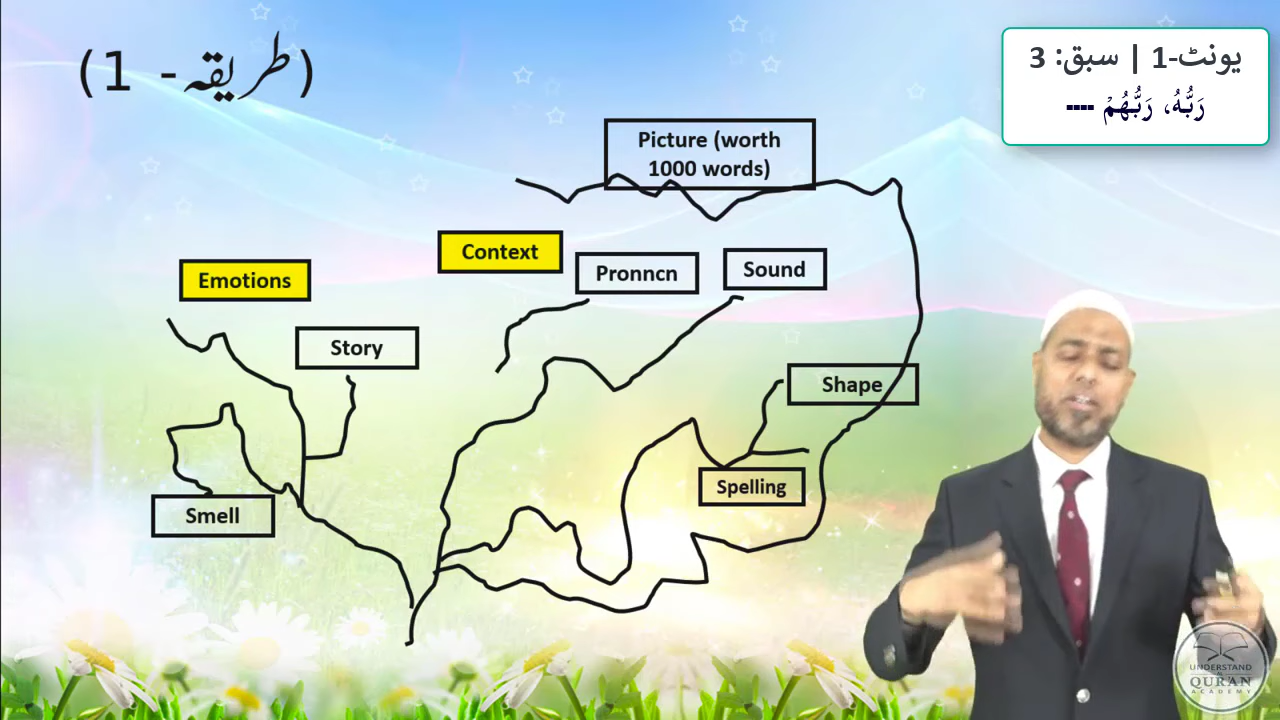 (طریقہ - 1)
یونٹ-1 | سبق: 3
رَبُّهُ، رَبُّهُمْ ----
Picture (worth
1000 words)
Context
Emotions
Pronncn
Sound
Story
Shape
Spelling
Smell
UNDERSTAND
QURAN
ACADEMY